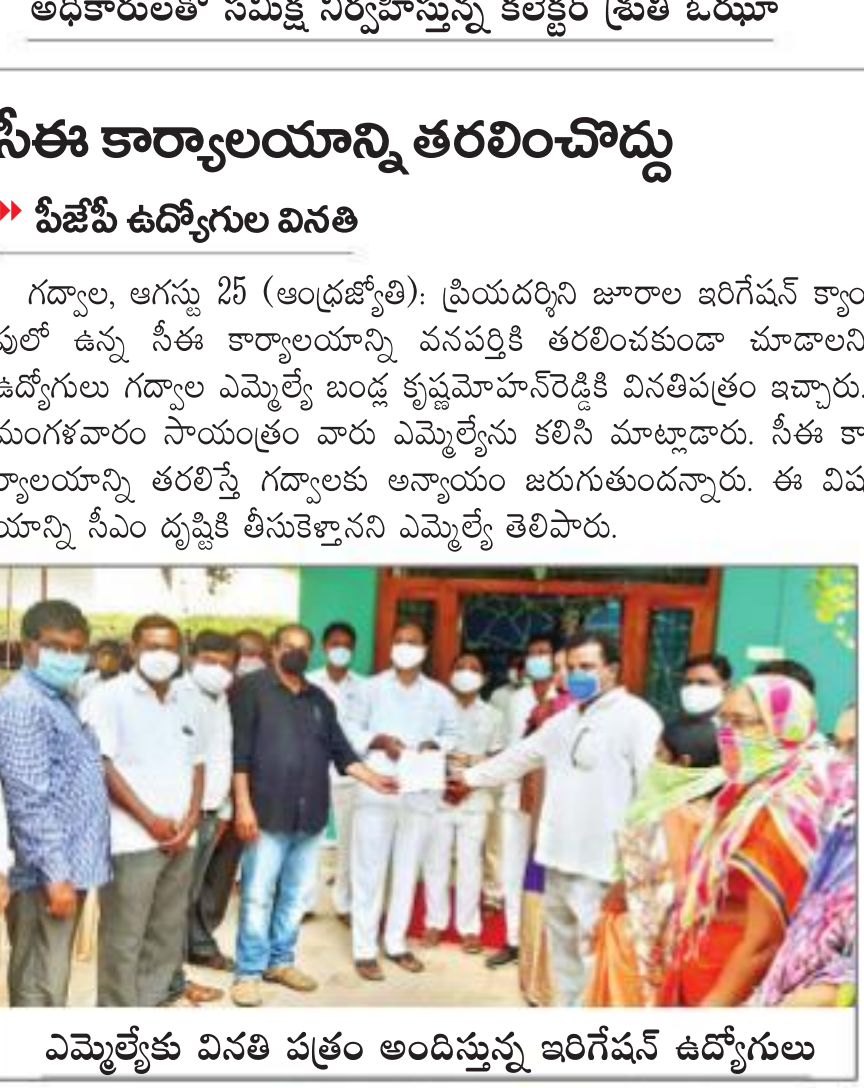 అధికారులతో సమీక్ష నిర్వహిస్తున్న కలెక్టర్ శ్రుతి ఓఝా
సీఈ కార్యాలయాన్ని తరలించొద్దు
పీజేపీ ఉద్యోగుల వినతి
గద్వాల, ఆగస్టు 25 (ఆంధ్రజ్యోతి): ప్రియదర్శిని జూరాల ఇరిగేషన్ క్యాం
పులో ఉన్న సీఈ కార్యాలయాన్ని వనపర్తికి తరలించకుండా చూడాలని
ఉద్యోగులు గద్వాల ఎమ్మెల్యే బండ్ల కృష్ణమోహన్‌రెడ్డికి వినతిపత్రం ఇచ్చారు.
మంగళవారం సాయంత్రం వారు ఎమ్మెల్యేను కలిసి మాట్లాడారు. సీఈ కా
ర్యాలయాన్ని తరలిస్తే గద్వాలకు అన్యాయం జరుగుతుందన్నారు. ఈ విష
యాన్ని సీఎం దృష్టికి తీసుకెళ్తానని ఎమ్మెల్యే తెలిపారు.
ఎమ్మెల్యేకు వినతి పత్రం అందిస్తున్న ఇరిగేషన్ ఉద్యోగులు